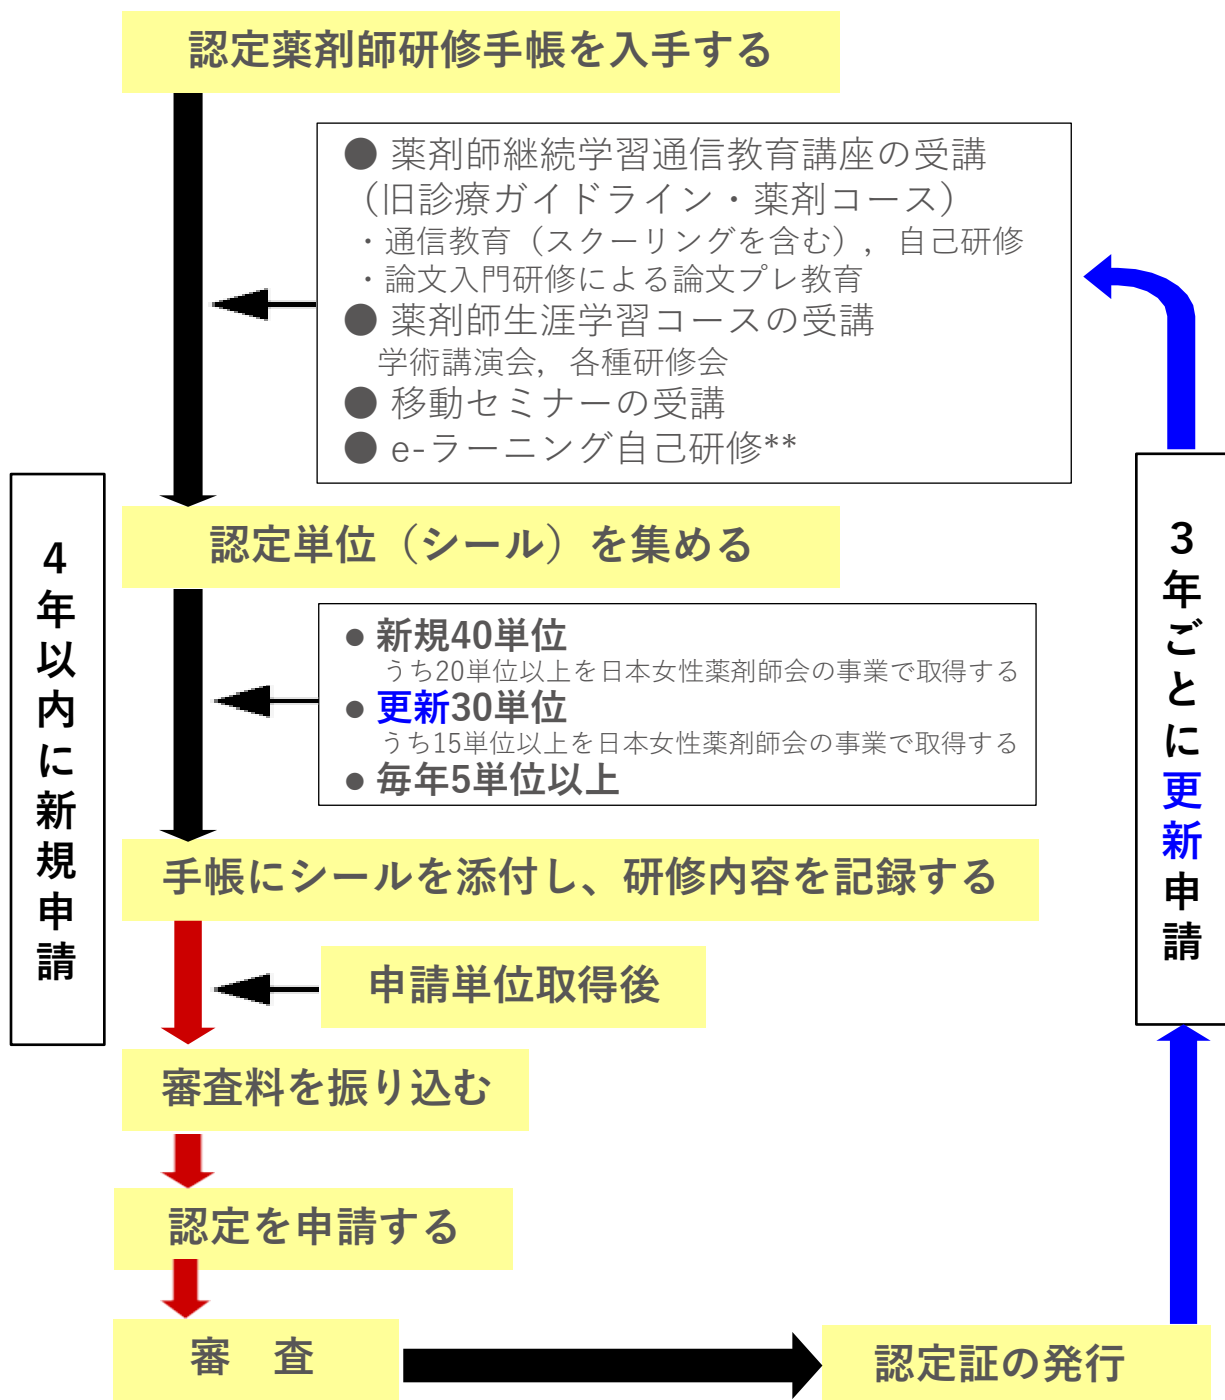 認定薬剤師研修手帳を入手する
● 薬剤師継続学習通信教育講座の受講
（旧診療ガイドライン・薬剤コース）
・通信教育（スクーリングを含む），自己研修
・論文入門研修による論文プレ教育
● 薬剤師生涯学習コースの受講
学術講演会，各種研修会
● 移動セミナーの受講
● e-ラーニング自己研修**
認定単位（シール）を集める
● 新規40単位
うち20単位以上を日本女性薬剤師会の事業で取得する
● 更新30単位
うち15単位以上を日本女性薬剤師会の事業で取得する
● 毎年5単位以上
4年以内に新規申請
3年ごとに更新申請
手帳にシールを添付し、研修内容を記録する
申請単位取得後
審査料を振り込む
認定を申請する
審　査
認定証の発行